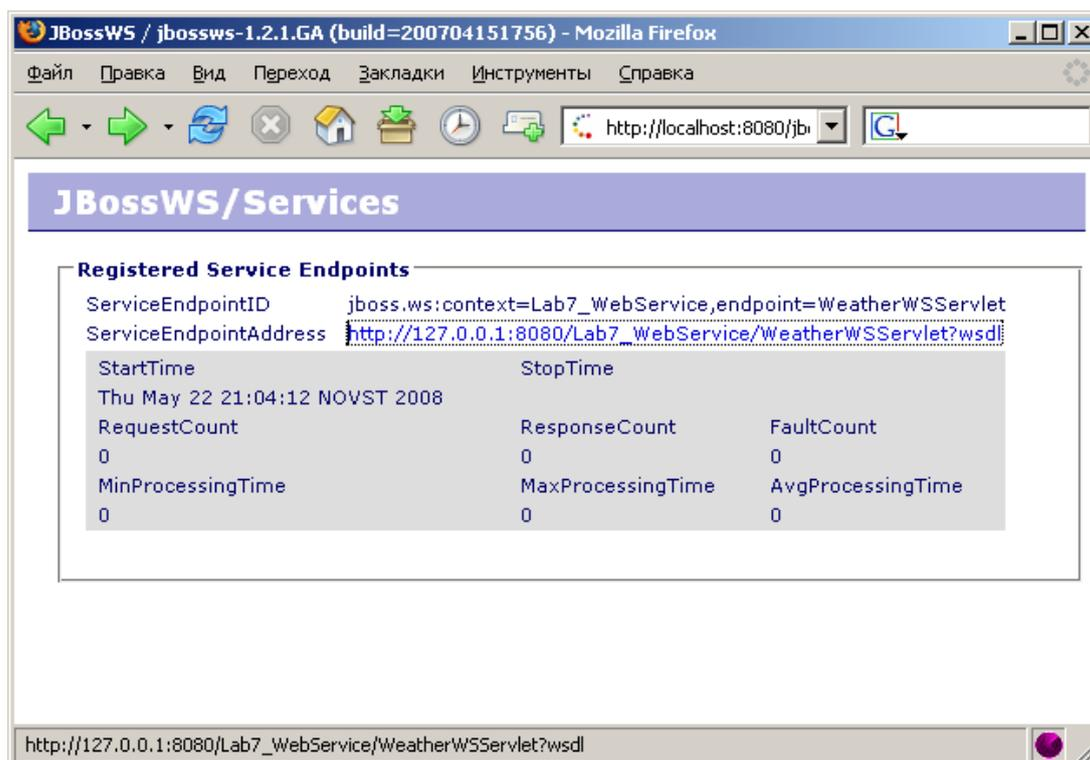 JBossWS / jbossws-1.2.1.GA (build=200704151756) - Mozilla Firefox
Файл Правка Вид Переход Закладки Инструменты Справка
http://localhost:8080/jb
G
JBossWS/Services
Registered Service Endpoints
ServiceEndpointID jboss.ws:context=Lab7_WebService,endpoint=WeatherWSServlet
ServiceEndpointAddress http://127.0.0.1:8080/Lab7_WebService/WeatherWSServlet?wsdl
StartTime StopTime
Thu May 22 21:04:12 NOVST 2008
RequestCount ResponseCount FaultCount
0 0 0
MinProcessingTime MaxProcessingTime AvgProcessingTime
0 0 0
http://127.0.0.1:8080/Lab7_WebService/WeatherWSServlet?wsdl